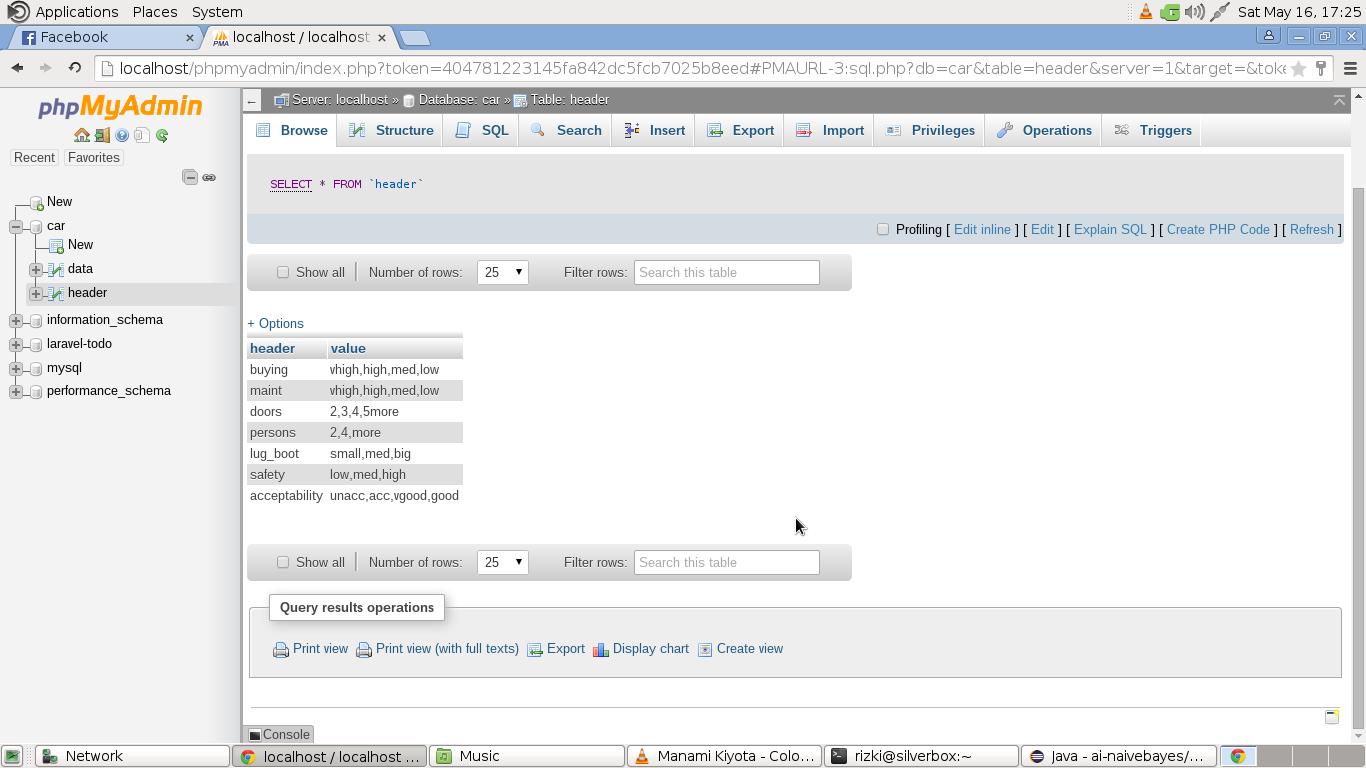 Applications Places System Sat May 16, 17:25
Facebook × localhost / localhost ×
localhost/phpmyadmin/index.php?token=404781223145fa842dc5fcb7025b8eed#PMAURL-3:sql.php?db=car&table=header&server=1&target=&toke
phpMyAdmin
Recent Favorites
New
car
New
data
header
information_schema
laravel-todo
mysql
performance_schema
Server: localhost » Database: car » Table: header
Browse Structure SQL Search Insert Export Import Privileges Operations Triggers
SELECT * FROM `header`
Profiling [ Edit inline ] [ Edit ] [ Explain SQL ] [ Create PHP Code ] [ Refresh ]
Show all Number of rows: 25 Filter rows: Search this table
+ Options
header value
buying vhigh,high,med,low
maint vhigh,high,med,low
doors 2,3,4,5more
persons 2,4,more
lug_boot small,med,big
safety low,med,high
acceptability unacc,acc,vgood,good
Show all Number of rows: 25 Filter rows: Search this table
Query results operations
Print view Print view (with full texts) Export Display chart Create view
Console
Network localhost / localhost ... Music Manami Kiyota - Colo... rizki@silverbox:~ Java - ai-naivebayes/...